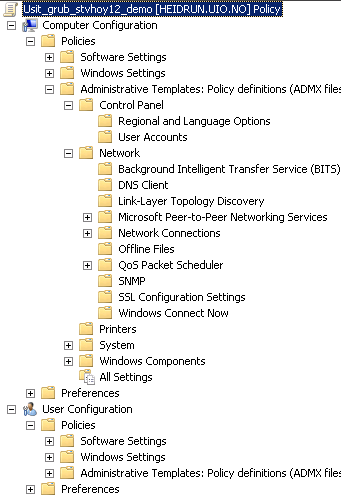 Usit_grub_stvhoy12_demo [HEIDRUN.UIO.NO] Policy
Computer Configuration
Policies
Software Settings
Windows Settings
Administrative Templates: Policy definitions (ADMX files
Control Panel
Regional and Language Options
User Accounts
Network
Background Intelligent Transfer Service (BITS)
DNS Client
Link-Layer Topology Discovery
Microsoft Peer-to-Peer Networking Services
Network Connections
Offline Files
QoS Packet Scheduler
SNMP
SSL Configuration Settings
Windows Connect Now
Printers
System
Windows Components
All Settings
Preferences
User Configuration
Policies
Software Settings
Windows Settings
Administrative Templates: Policy definitions (ADMX files
Preferences